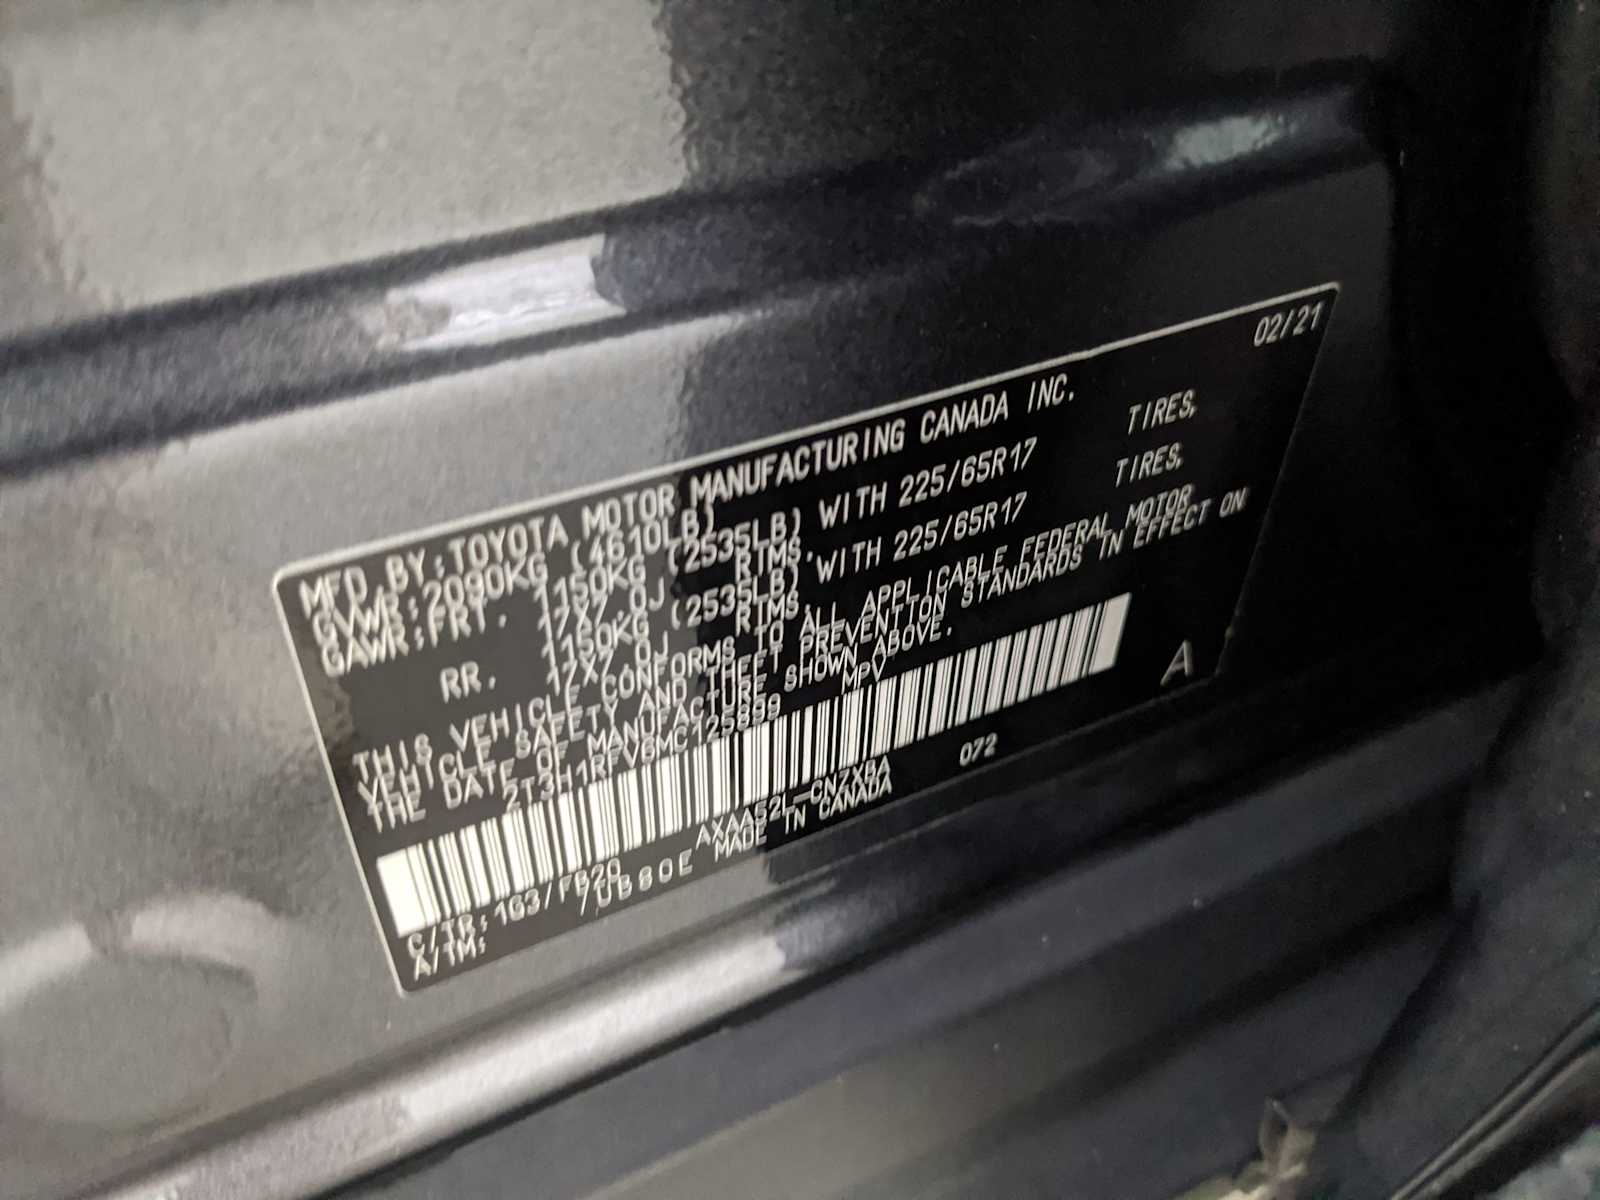 02/21
MFD. BY: TOYOTA MOTOR MANUFACTURING CANADA INC.
GVWR: 2090KG (4610LB)
GAWR: FRT. 1150KG (2535LB) WITH 225/65R17 TIRES,
17X7.0J RIMS.
RR. 1150KG (2535LB) WITH 225/65R17 TIRES,
17X7.0J RIMS.
THIS VEHICLE CONFORMS TO ALL APPLICABLE FEDERAL MOTOR
VEHICLE SAFETY AND THEFT PREVENTION STANDARDS IN EFFECT ON
THE DATE OF MANUFACTURE SHOWN ABOVE.
2T3H1RFV6MC125899 MPV
A
C/TR: 1G3/FB20 AXAA52L-CNZXBA 072
A/TM: /UB80E MADE IN CANADA